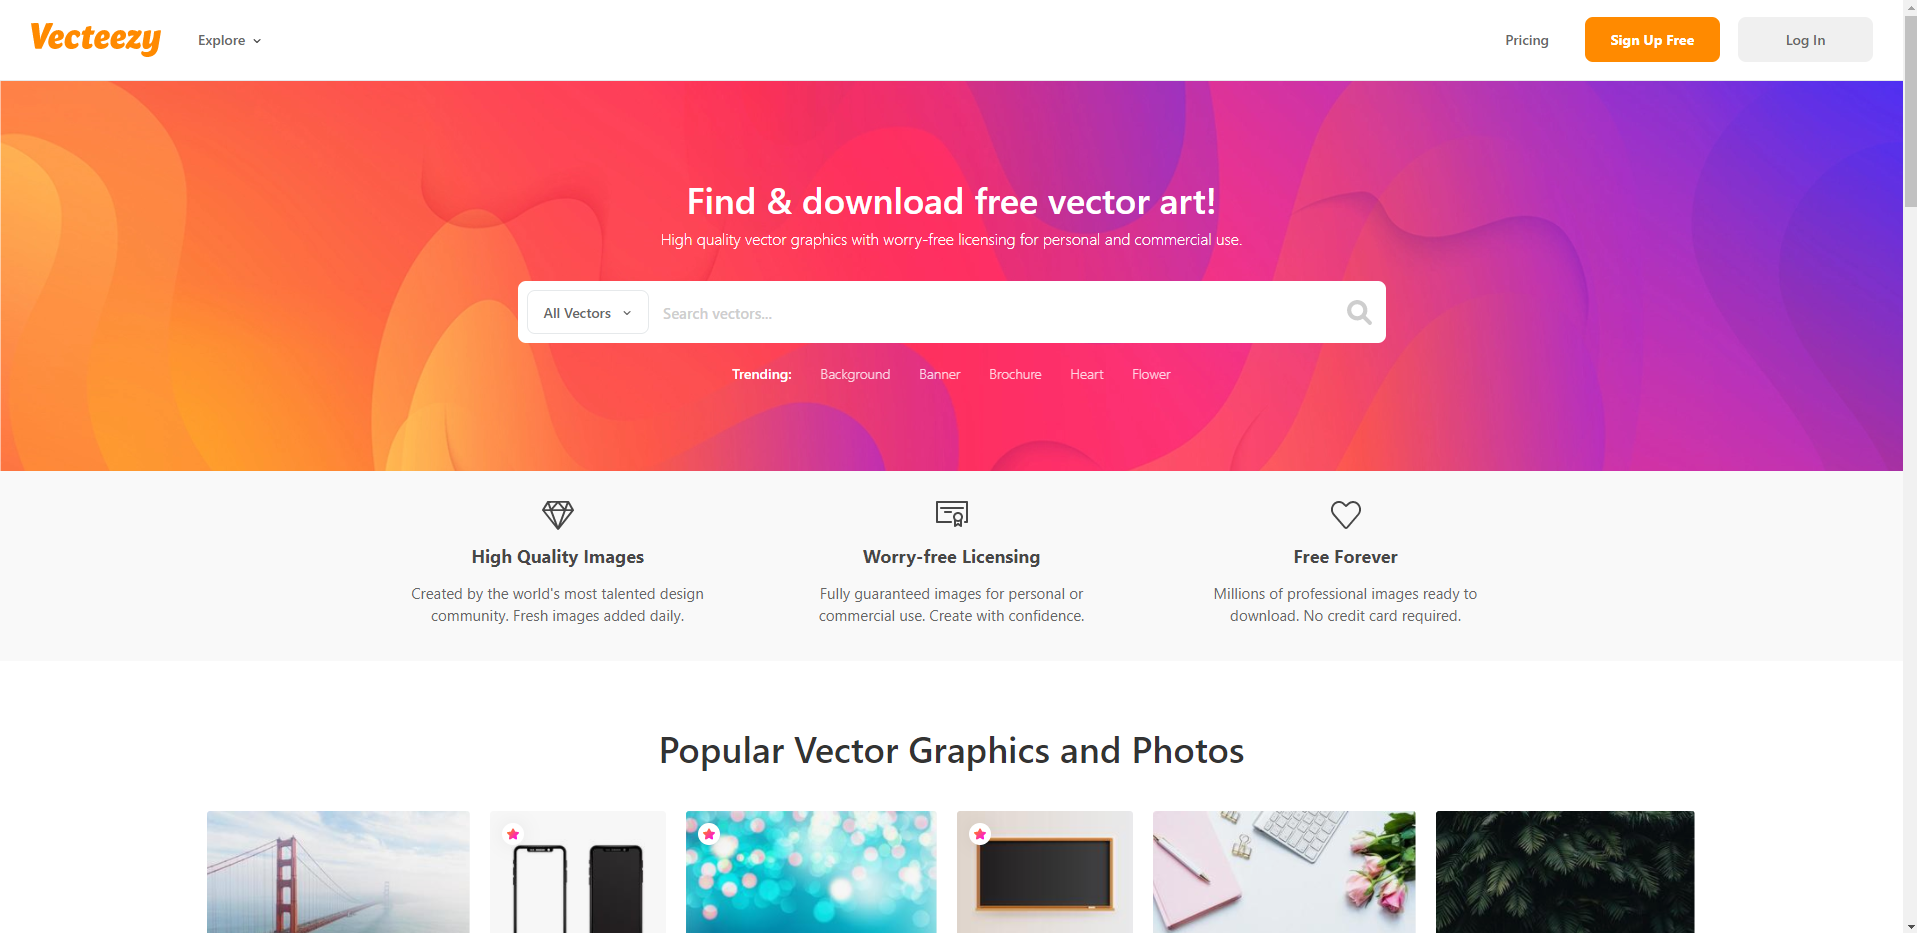 Vecteezy
Explore
Pricing
Sign Up Free
Log In
Find & download free vector art!
High quality vector graphics with worry-free licensing for personal and commercial use.
All Vectors
Search vectors...
Trending: Background Banner Brochure Heart Flower
High Quality Images
Created by the world's most talented design
community. Fresh images added daily.
Worry-free Licensing
Fully guaranteed images for personal or
commercial use. Create with confidence.
Free Forever
Millions of professional images ready to
download. No credit card required.
Popular Vector Graphics and Photos